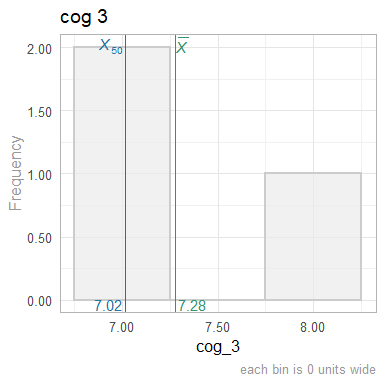 cog 3
2.00
X50
X̅
1.50
1.00
0.50
0.00
7.02
7.28
7.00
7.50
8.00
Frequency
cog_3
each bin is 0 units wide